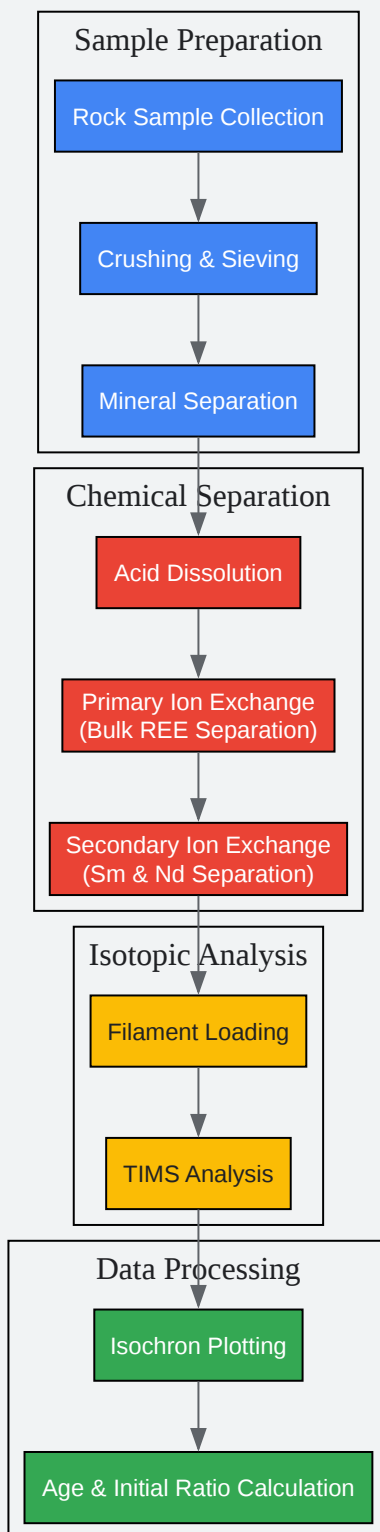 Sample Preparation
Rock Sample Collection
Crushing & Sieving
Mineral Separation
Chemical Separation
Acid Dissolution
Primary Ion Exchange
(Bulk REE Separation)
Secondary Ion Exchange
(Sm & Nd Separation)
Isotopic Analysis
Filament Loading
TIMS Analysis
Data Processing
Isochron Plotting
Age & Initial Ratio Calculation